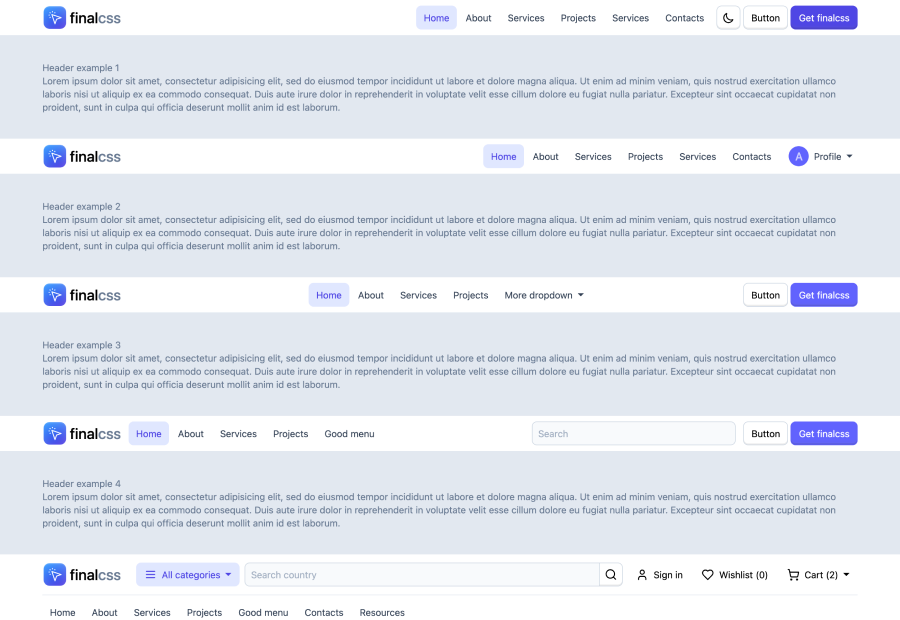 finalcss Home About Services Projects Services Contacts Button Get finalcss
Header example 1
Lorem ipsum dolor sit amet, consectetur adipisicing elit, sed do eiusmod tempor incididunt ut labore et dolore magna aliqua. Ut enim ad minim veniam, quis nostrud exercitation ullamco
laboris nisi ut aliquip ex ea commodo consequat. Duis aute irure dolor in reprehenderit in voluptate velit esse cillum dolore eu fugiat nulla pariatur. Excepteur sint occaecat cupidatat non
proident, sunt in culpa qui officia deserunt mollit anim id est laborum.
finalcss Home About Services Projects Services Contacts A Profile
Header example 2
Lorem ipsum dolor sit amet, consectetur adipisicing elit, sed do eiusmod tempor incididunt ut labore et dolore magna aliqua. Ut enim ad minim veniam, quis nostrud exercitation ullamco
laboris nisi ut aliquip ex ea commodo consequat. Duis aute irure dolor in reprehenderit in voluptate velit esse cillum dolore eu fugiat nulla pariatur. Excepteur sint occaecat cupidatat non
proident, sunt in culpa qui officia deserunt mollit anim id est laborum.
finalcss Home About Services Projects More dropdown Button Get finalcss
Header example 3
Lorem ipsum dolor sit amet, consectetur adipisicing elit, sed do eiusmod tempor incididunt ut labore et dolore magna aliqua. Ut enim ad minim veniam, quis nostrud exercitation ullamco
laboris nisi ut aliquip ex ea commodo consequat. Duis aute irure dolor in reprehenderit in voluptate velit esse cillum dolore eu fugiat nulla pariatur. Excepteur sint occaecat cupidatat non
proident, sunt in culpa qui officia deserunt mollit anim id est laborum.
finalcss Home About Services Projects Good menu Search Button Get finalcss
Header example 4
Lorem ipsum dolor sit amet, consectetur adipisicing elit, sed do eiusmod tempor incididunt ut labore et dolore magna aliqua. Ut enim ad minim veniam, quis nostrud exercitation ullamco
laboris nisi ut aliquip ex ea commodo consequat. Duis aute irure dolor in reprehenderit in voluptate velit esse cillum dolore eu fugiat nulla pariatur. Excepteur sint occaecat cupidatat non
proident, sunt in culpa qui officia deserunt mollit anim id est laborum.
finalcss All categories Search country Sign in Wishlist (0) Cart (2)
Home About Services Projects Good menu Contacts Resources